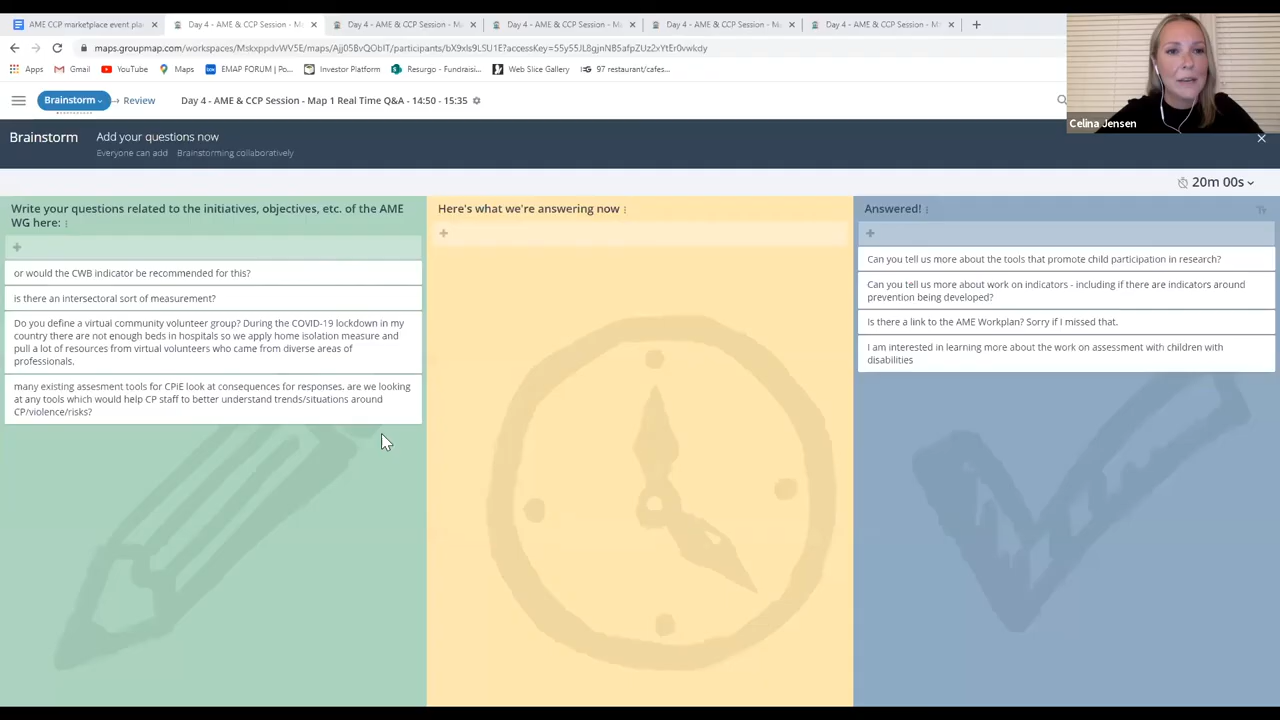 AME CCP marketplace event pla
Day 4 - AME & CCP Session - Ma
Day 4 - AME & CCP Session - Ma
Day 4 - AME & CCP Session - Ma
Day 4 - AME & CCP Session - Ma
Day 4 - AME & CCP Session - Ma
Apps
Gmail
YouTube
Maps
EMAP FORUM | Po...
Investor Platform
Resurgo - Fundraisi...
Web Slice Gallery
97 restaurant/cafes...
Brainstorm
Review
Day 4 - AME & CCP Session - Map 1 Real Time Q&A - 14:50 - 15:35
Celina Jensen
Brainstorm
Add your questions now
Everyone can add Brainstorming collaboratively
20m 00s
Write your questions related to the initiatives, objectives, etc. of the AME
WG here:
or would the CWB indicator be recommended for this?
is there an intersectoral sort of measurement?
Do you define a virtual community volunteer group? During the COVID-19 lockdown in my
country there are not enough beds in hospitals so we apply home isolation measure and
pull a lot of resources from virtual volunteers who came from diverse areas of
professionals.
many existing assesment tools for CPiE look at consequences for responses. are we looking
at any tools which would help CP staff to better understand trends/situations around
CP/violence/risks?
Here's what we're answering now
Answered!
Can you tell us more about the tools that promote child participation in research?
Can you tell us more about work on indicators - including if there are indicators around
prevention being developed?
Is there a link to the AME Workplan? Sorry if I missed that.
I am interested in learning more about the work on assessment with children with
disabilities